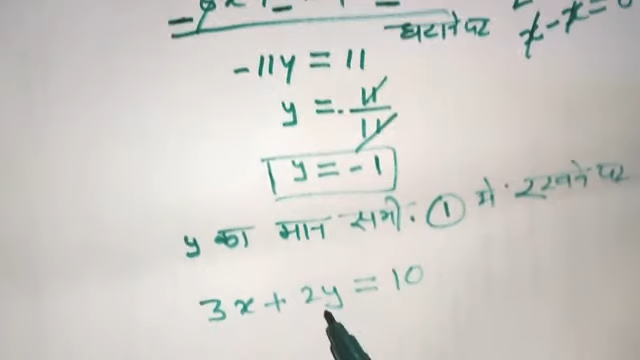 घटाने पर
-11y = 11
y = - 11/11
y = - 1
y का मान समी. ① में रखने पर
3x + 2y = 10